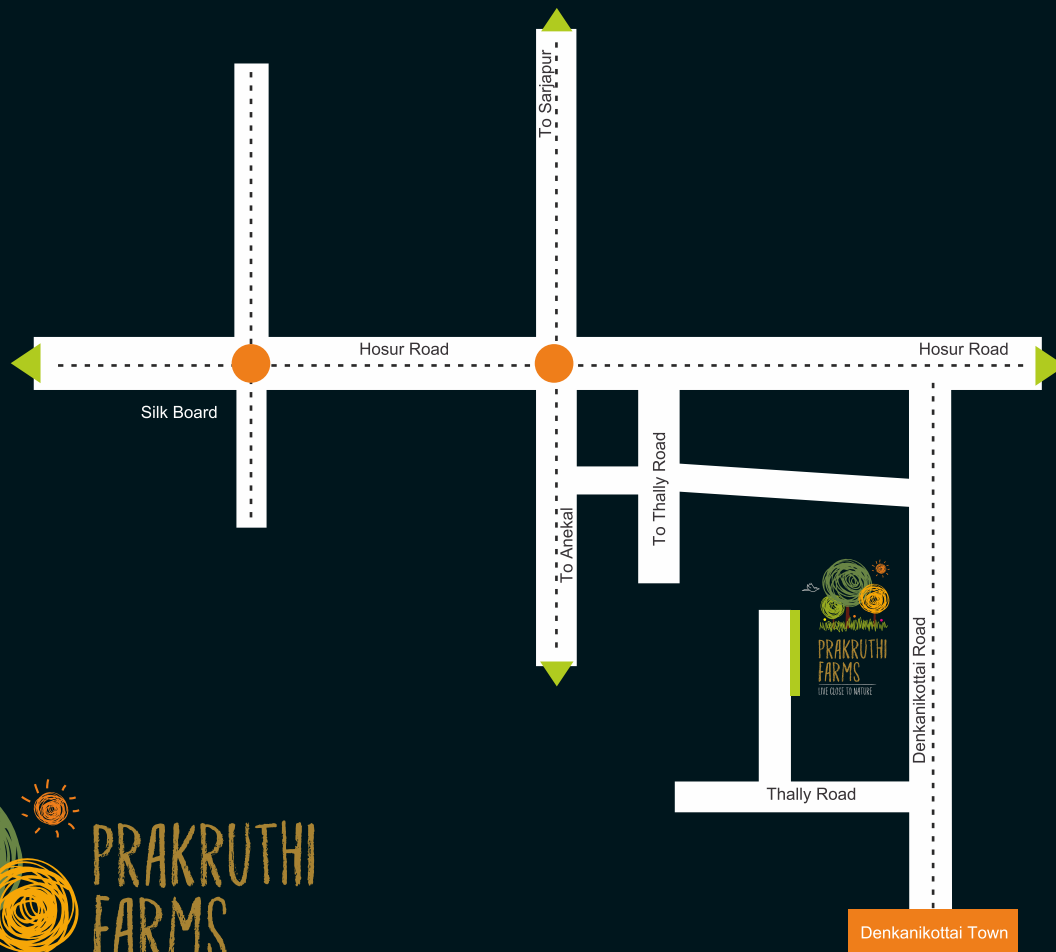 To Sarjapur
Hosur Road
Hosur Road
Silk Board
To Thally Road
To Anekal
PRAKRUTHI
FARMS
LIVE CLOSE TO NATURE
Denkanikottai Road
Thally Road
PRAKRUTHI
FARMS
Denkanikottai Town